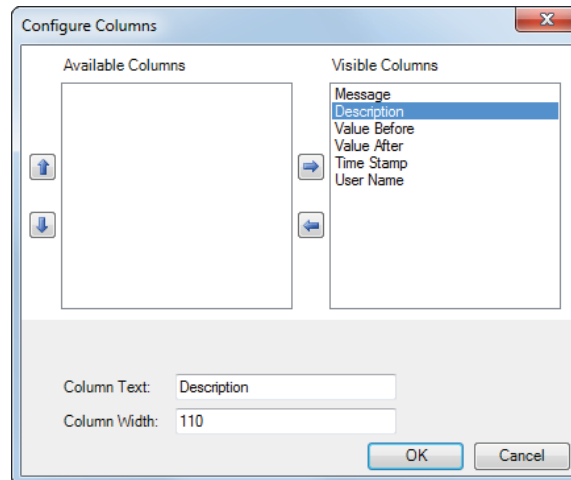 Configure Columns
Available Columns
Visible Columns
Message
Description
Value Before
Value After
Time Stamp
User Name
Column Text: Description
Column Width: 110
OK Cancel